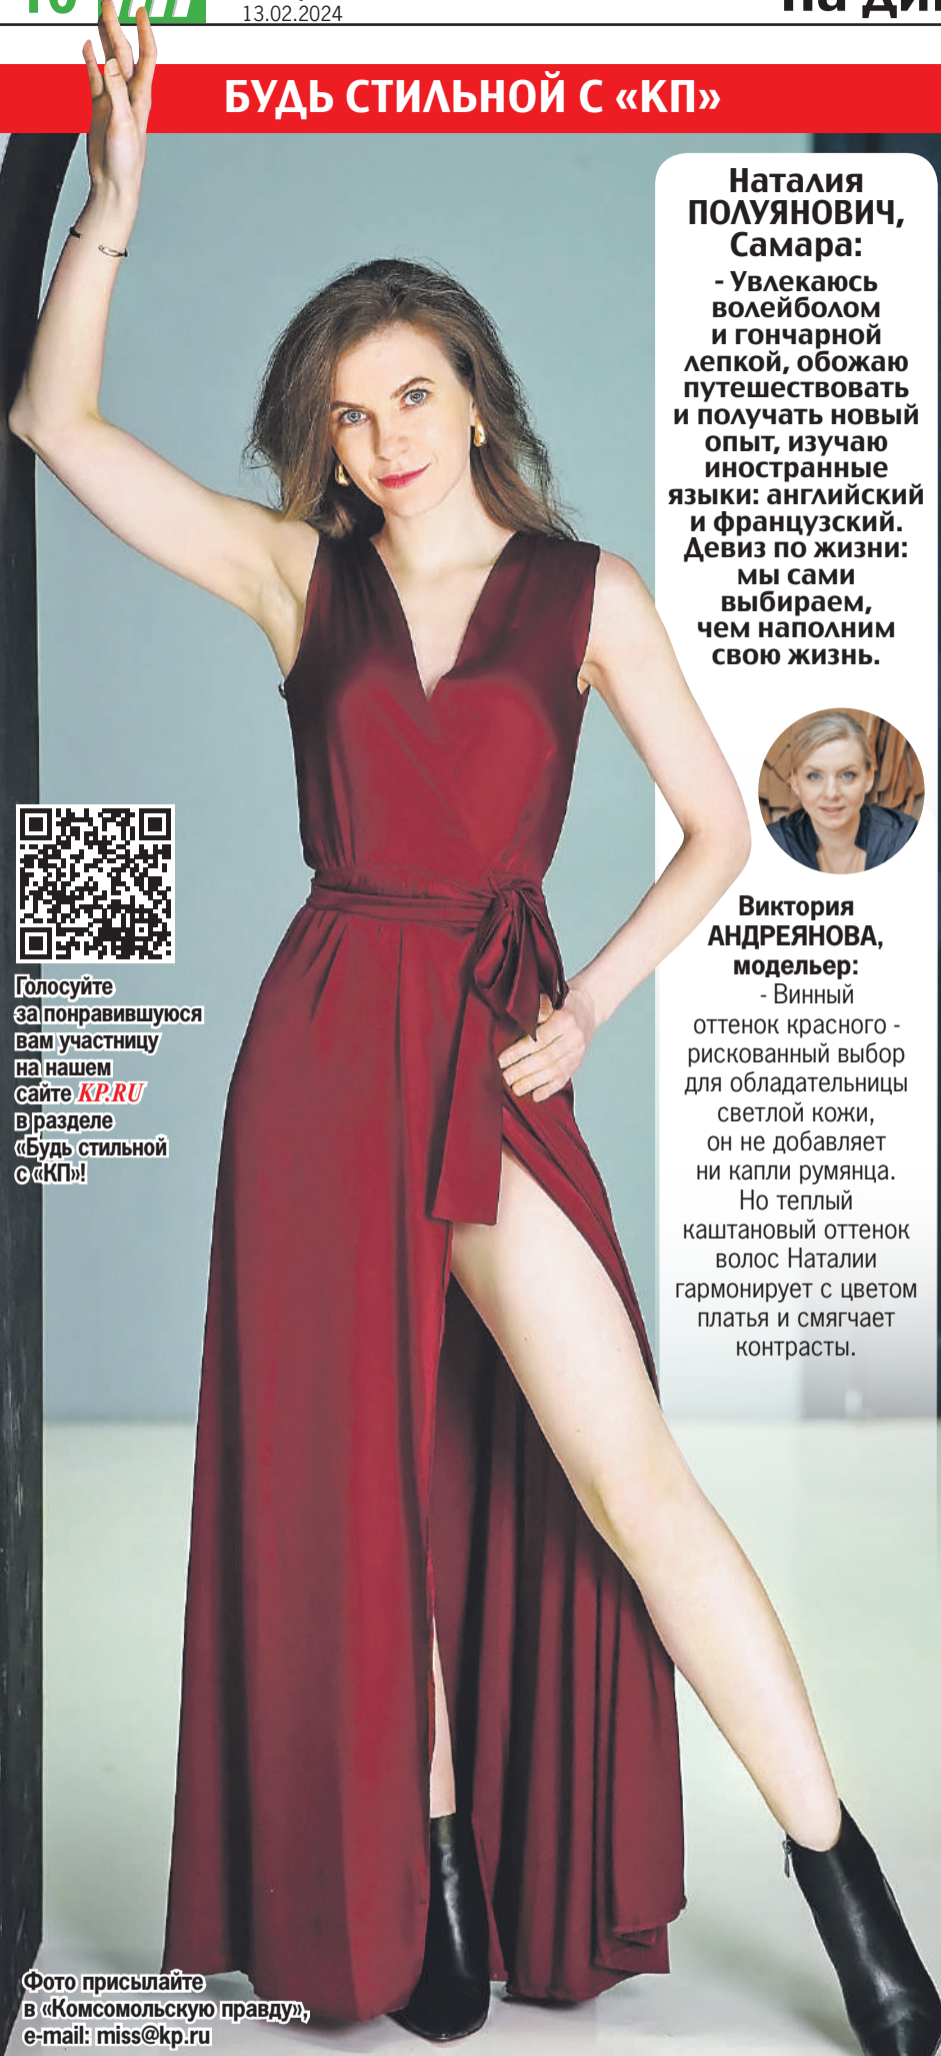 13.02.2024
БУДЬ СТИЛЬНОЙ С «КП»
Наталия
ПОЛУЯНОВИЧ,
Самара:
- Увлекаюсь
волейболом
и гончарной
лепкой, обожаю
путешествовать
и получать новый
опыт, изучаю
иностранные
языки: английский
и французский.
Девиз по жизни:
мы сами
выбираем,
чем наполним
свою жизнь.
Виктория
АНДРЕЯНОВА,
модельер:
- Винный
оттенок красного -
рискованный выбор
для обладательницы
светлой кожи,
он не добавляет
ни капли румянца.
Но теплый
каштановый оттенок
волос Наталии
гармонирует с цветом
платья и смягчает
контрасты.
Голосуйте
за понравившуюся
вам участницу
на нашем
сайте KP.RU
в разделе
«Будь стильной
с «КП»!
Фото присылайте
в «Комсомольскую правду»,
e-mail: miss@kp.ru